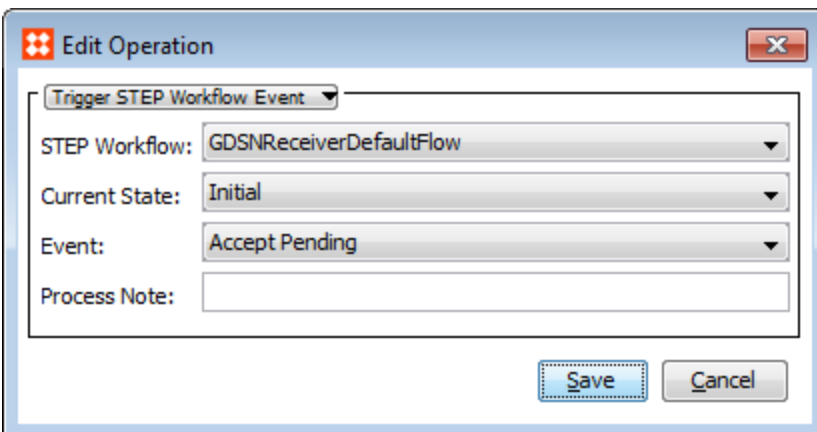 Edit Operation
Trigger STEP Workflow Event
STEP Workflow: GDSNReceiverDefaultFlow
Current State: Initial
Event: Accept Pending
Process Note:
Save Cancel